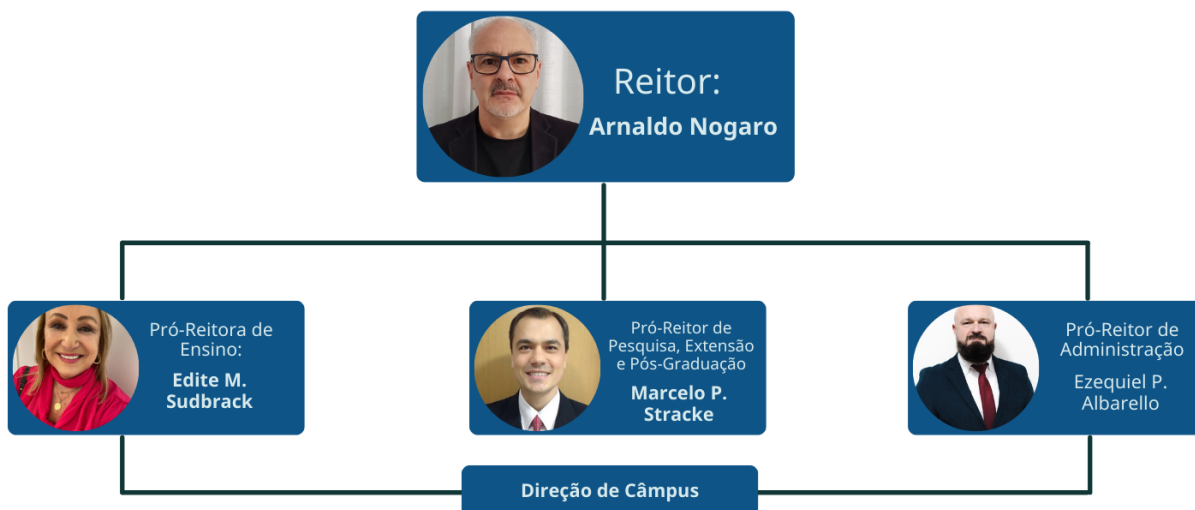 Reitor:
Arnaldo Nogaro
Pró-Reitora de
Ensino:
Edite M.
Sudbrack
Pró-Reitor de
Pesquisa, Extensão
e Pós-Graduação
Marcelo P.
Stracke
Pró-Reitor de
Administração
Ezequiel P.
Albarello
Direção de Câmpus